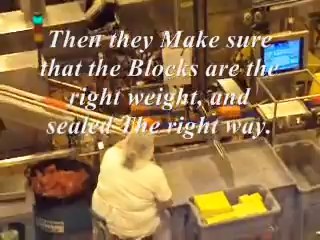 Then they Make sure
that the Blocks are the
right weight, and
sealed The right way.